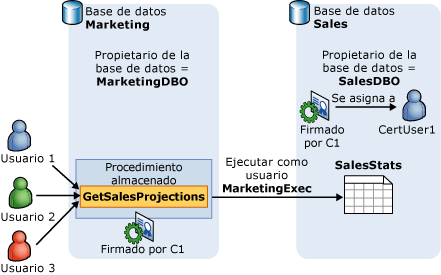 Base de datos
Marketing
Propietario de la
base de datos =
MarketingDBO
Base de datos
Sales
Propietario de la
base de datos =
SalesDBO
Se asigna a
Firmado
por C1
CertUser1
Usuario 1
Usuario 2
Usuario 3
Procedimiento
almacenado
GetSalesProjections
Firmado por C1
Ejecutar como
usuario
MarketingExec
SalesStats